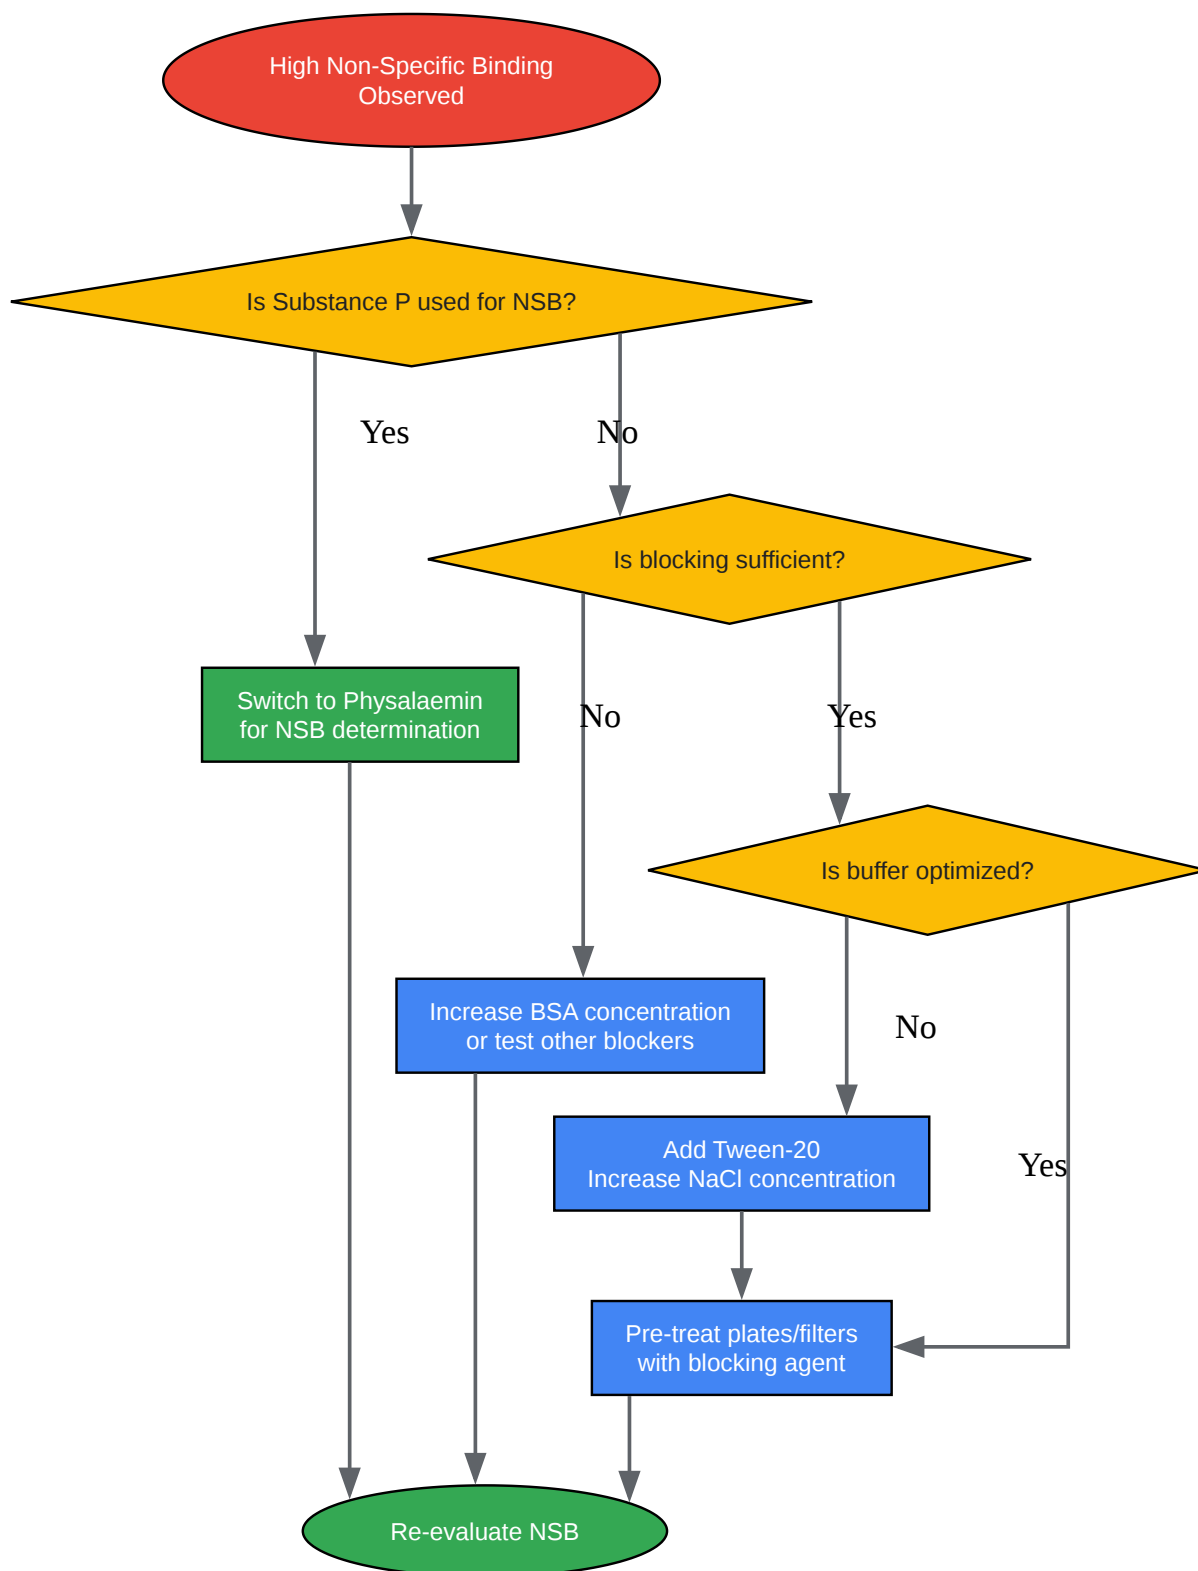 High Non-Specific Binding
Observed
Is Substance P used for NSB?
Yes
No
Is blocking sufficient?
Switch to Physalaemin
for NSB determination
No
Yes
Is buffer optimized?
Increase BSA concentration
or test other blockers
No
Add Tween-20
Increase NaCl concentration
Yes
Pre-treat plates/filters
with blocking agent
Re-evaluate NSB